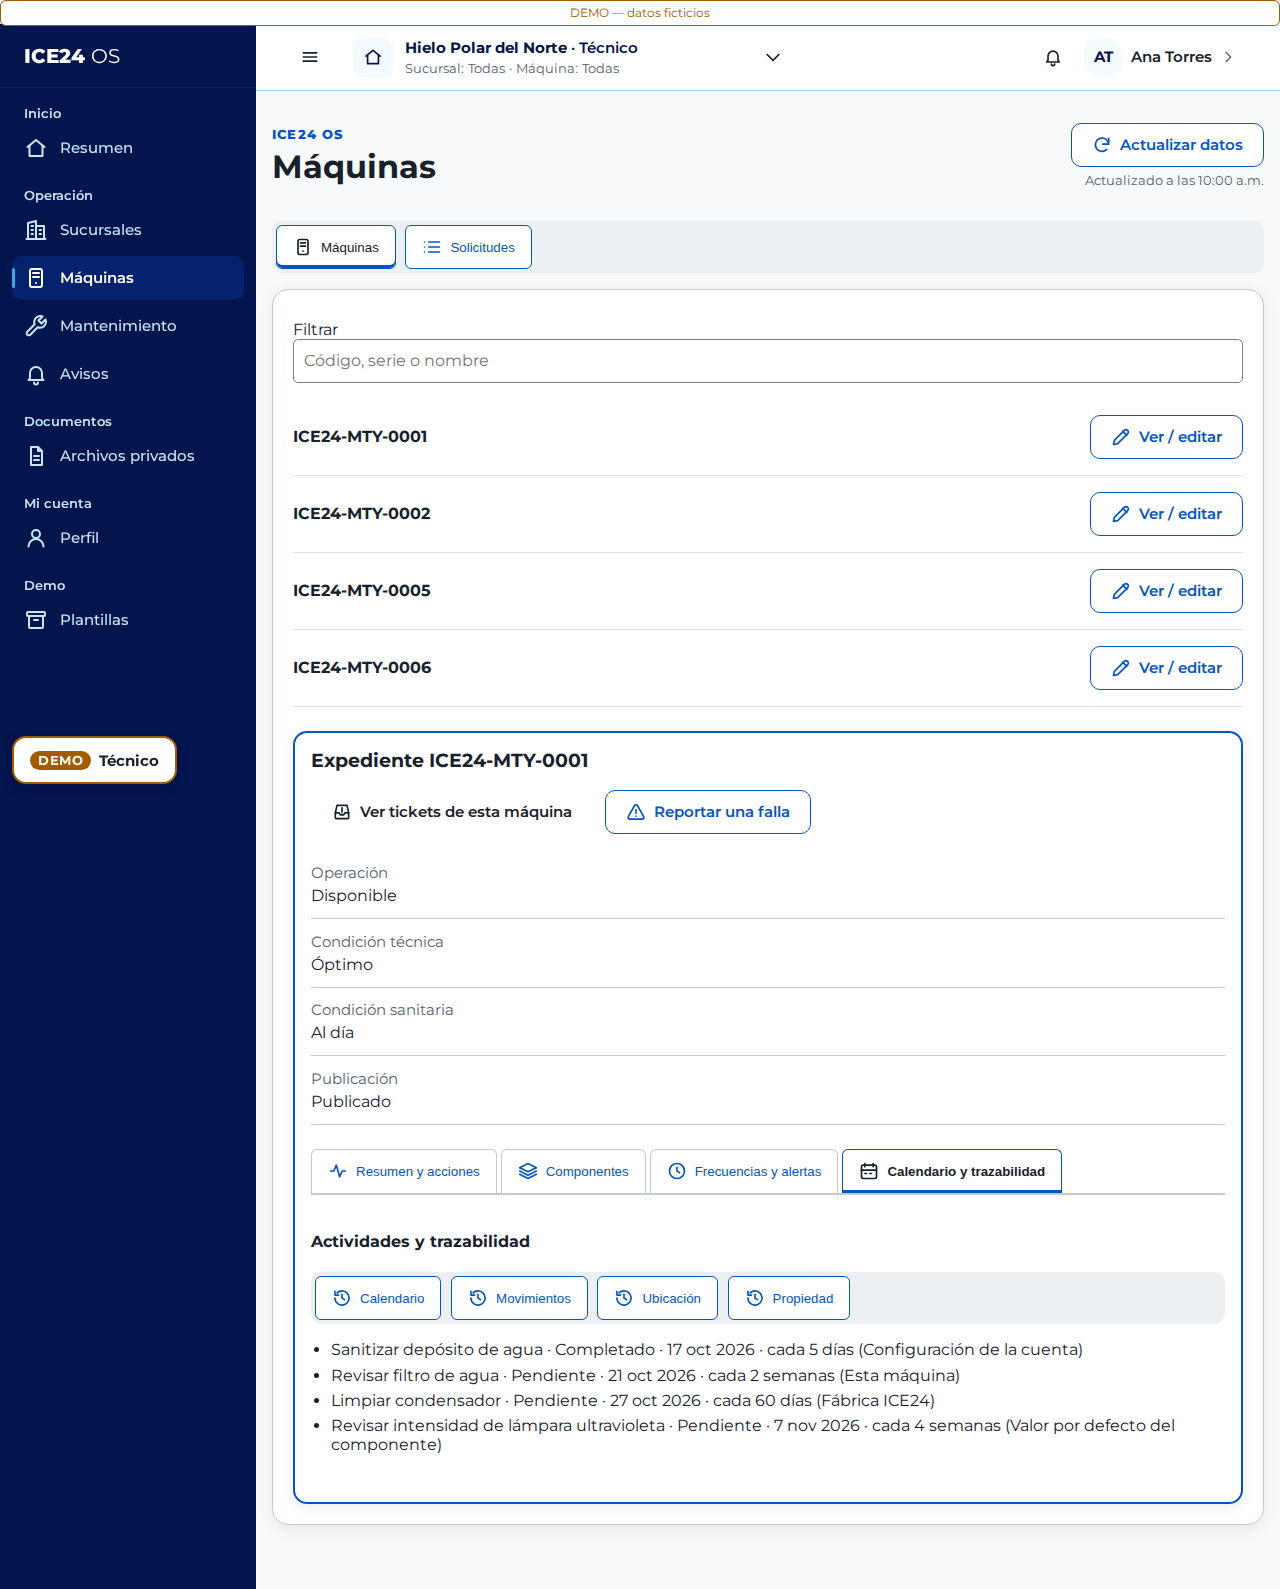 DEMO — datos ficticios
ICE24 OS
Hielo Polar del Norte · Técnico
Sucursal: Todas · Máquina: Todas
AT
Ana Torres
Inicio
Resumen
Operación
Sucursales
Máquinas
Mantenimiento
Avisos
Documentos
Archivos privados
Mi cuenta
Perfil
Demo
Plantillas
DEMO Técnico
ICE24 OS
Máquinas
Actualizar datos
Actualizado a las 10:00 a.m.
Máquinas
Solicitudes
Filtrar
Código, serie o nombre
ICE24-MTY-0001
Ver / editar
ICE24-MTY-0002
Ver / editar
ICE24-MTY-0005
Ver / editar
ICE24-MTY-0006
Ver / editar
Expediente ICE24-MTY-0001
Ver tickets de esta máquina
Reportar una falla
Operación
Disponible
Condición técnica
Óptimo
Condición sanitaria
Al día
Publicación
Publicado
Resumen y acciones
Componentes
Frecuencias y alertas
Calendario y trazabilidad
Actividades y trazabilidad
Calendario
Movimientos
Ubicación
Propiedad
Sanitizar depósito de agua · Completado · 17 oct 2026 · cada 5 días (Configuración de la cuenta)
Revisar filtro de agua · Pendiente · 21 oct 2026 · cada 2 semanas (Esta máquina)
Limpiar condensador · Pendiente · 27 oct 2026 · cada 60 días (Fábrica ICE24)
Revisar intensidad de lámpara ultravioleta · Pendiente · 7 nov 2026 · cada 4 semanas (Valor por defecto del
componente)